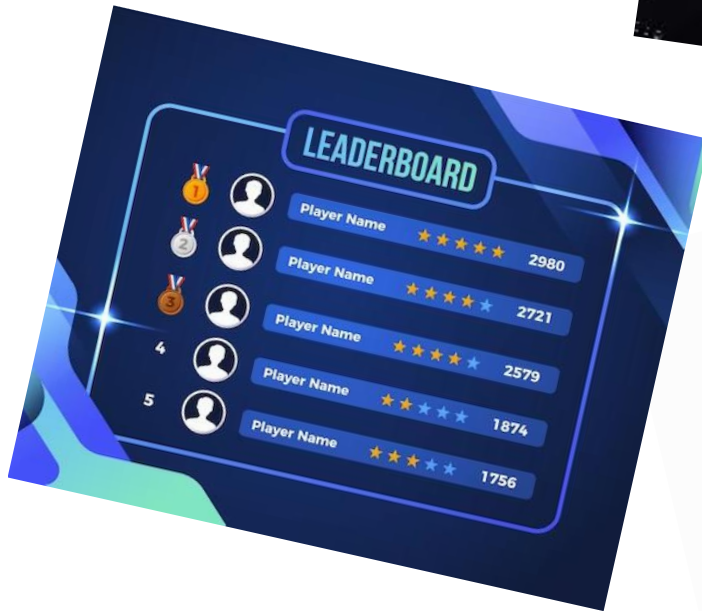 LEADERBOARD
1 Player Name 2980
2 Player Name 2721
3 Player Name 2579
4 Player Name 1874
5 Player Name 1756